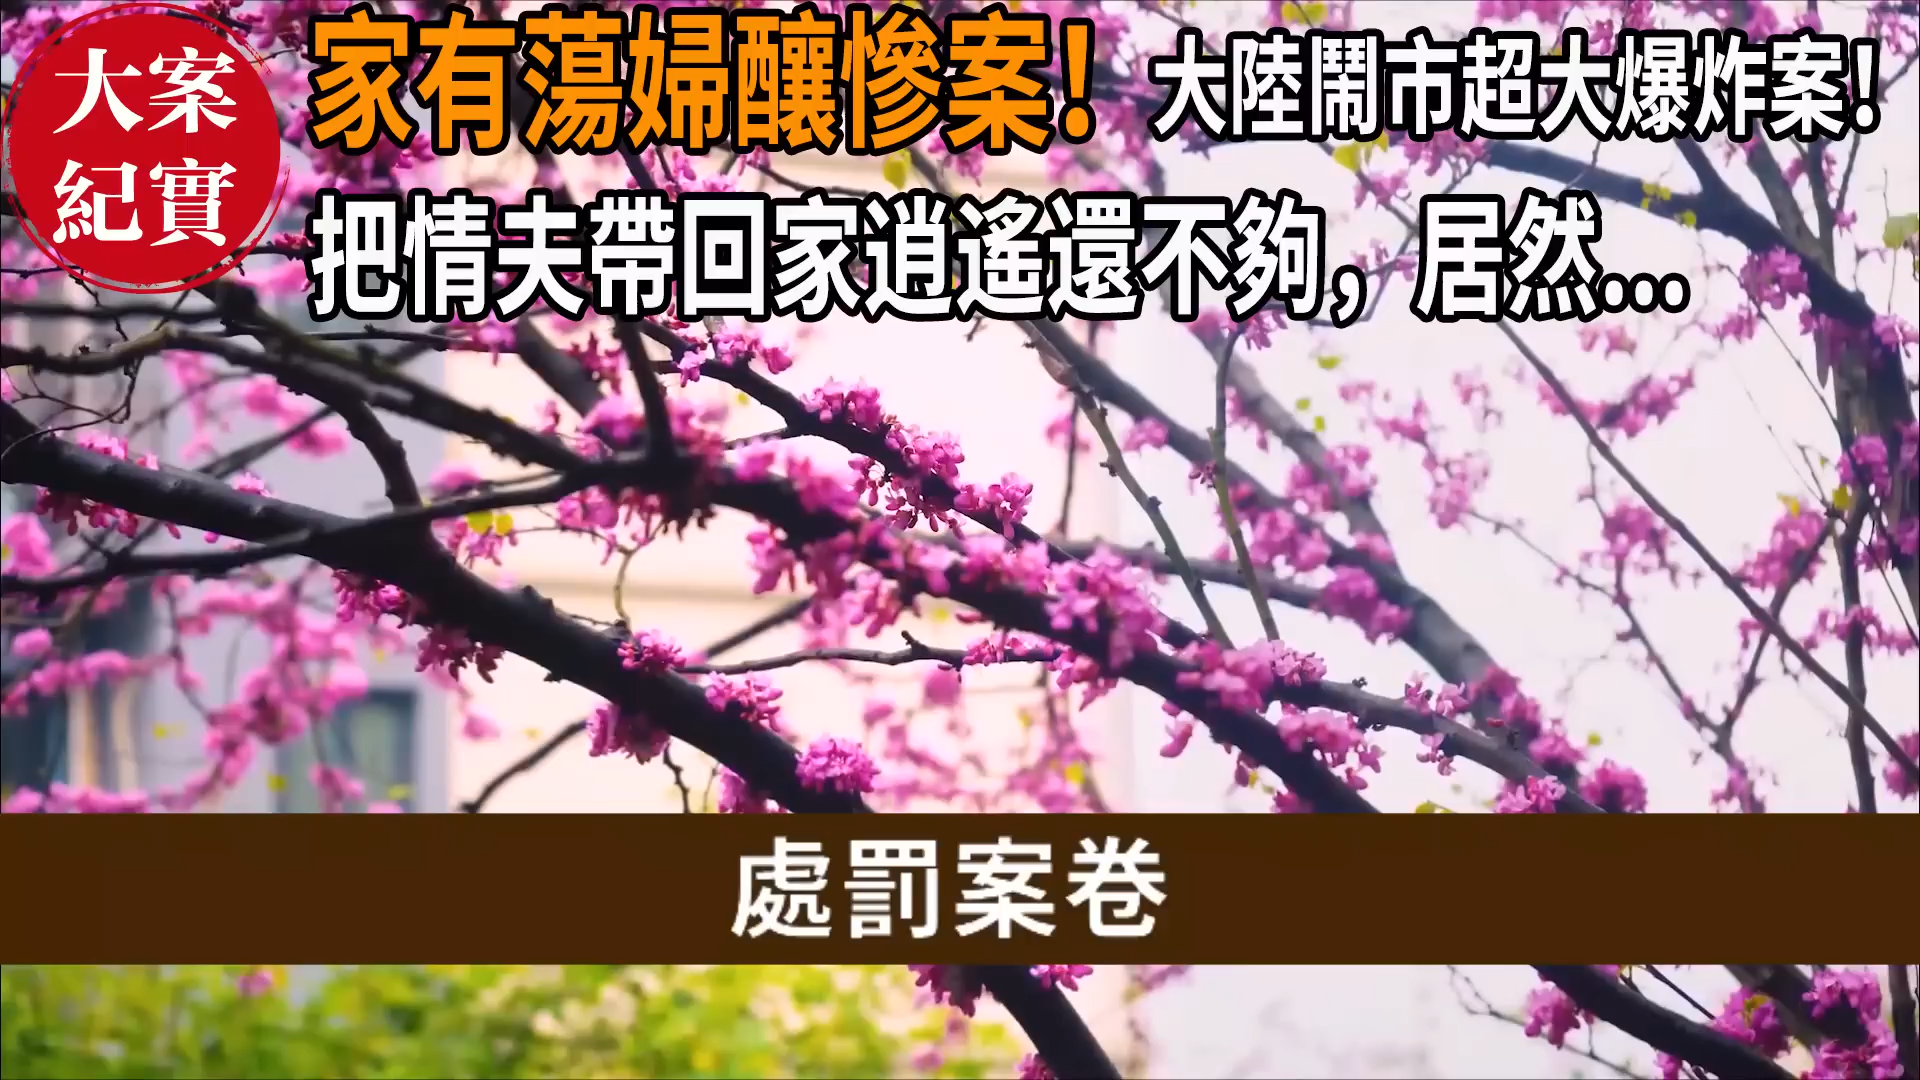 大案
紀實
家有蕩婦釀慘案！大陸鬧市超大爆炸案！
把情夫帶回家逍遙還不夠，居然...
處罰案卷